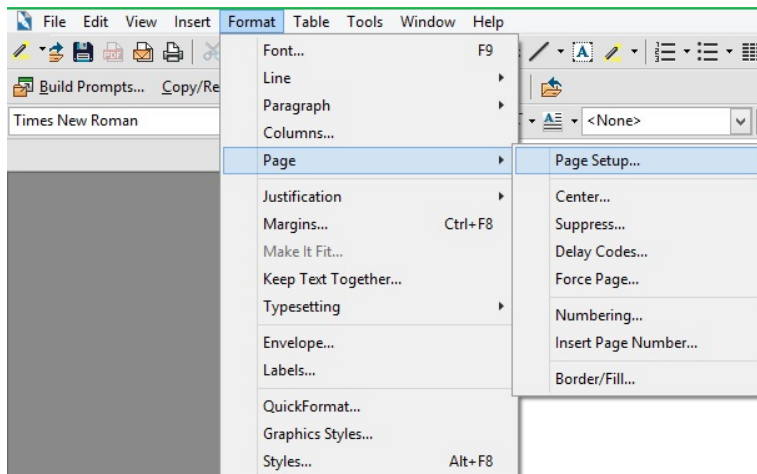 File Edit View Insert Format Table Tools Window Help
Build Prompts... Copy/Re
Times New Roman
<None>
Font... F9
Line
Paragraph
Columns...
Page
Justification
Margins... Ctrl+F8
Make It Fit...
Keep Text Together...
Typesetting
Envelope...
Labels...
QuickFormat...
Graphics Styles...
Styles... Alt+F8
Page Setup...
Center...
Suppress...
Delay Codes...
Force Page...
Numbering...
Insert Page Number...
Border/Fill...